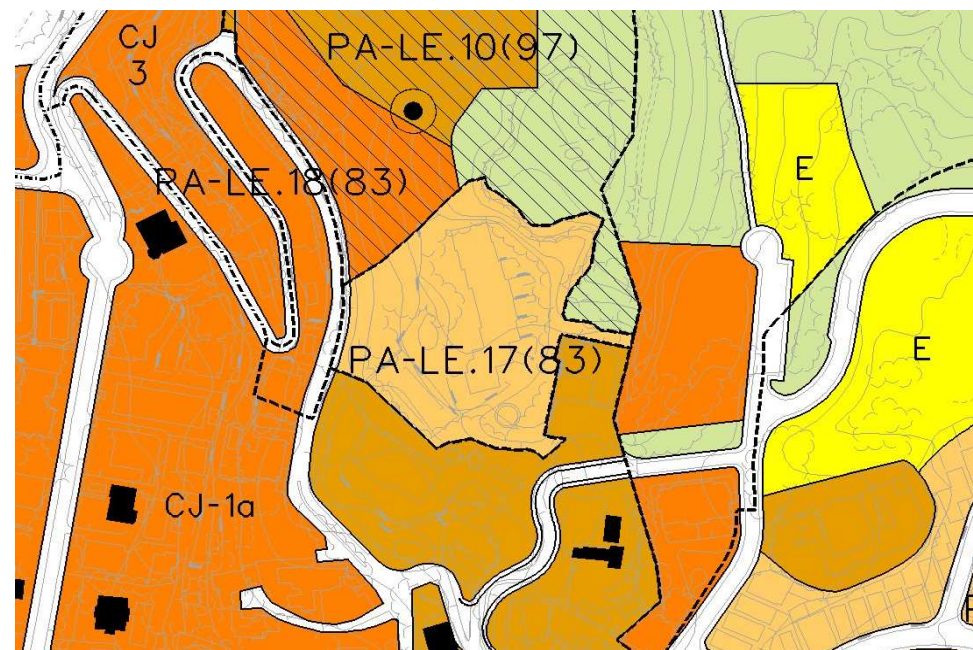 CJ
3
PA-LE.10(97)
PA-LE.18(83)
E
PA-LE.17(83)
E
CJ-1a